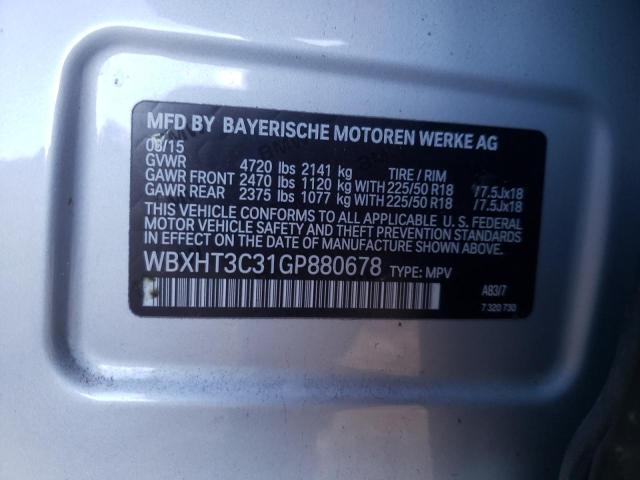 MFD BY BAYERISCHE MOTOREN WERKE AG
/15
GVWR 4720 lbs 2141 kg TIRE / RIM
GAWR FRONT 2470 lbs 1120 kg WITH 225/50 R18 /7.5Jx18
GAWR REAR 2375 lbs 1077 kg WITH 225/50 R18 /7.5Jx18
THIS VEHICLE CONFORMS TO ALL APPLICABLE U. S. FEDERAL
MOTOR VEHICLE SAFETY AND THEFT PREVENTION STANDARDS
IN EFFECT ON THE DATE OF MANUFACTURE SHOWN ABOVE.
WBXHT3C31GP880678 TYPE: MPV
A83/7
7 320 730